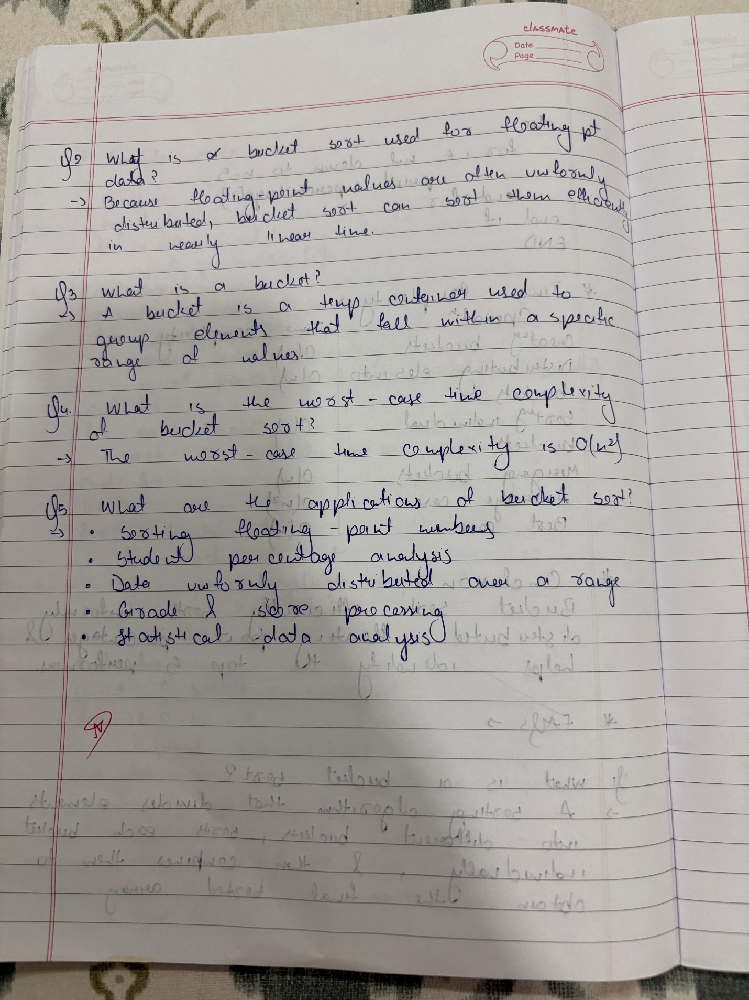 classmate
Date
Page
Q2 What is or bucket sort used for floating pt
data?
→ Because floating-point values are often uniformly
distributed, bucket sort can sort them efficiently
in nearly linear time.
Q3 What is a bucket?
→ A bucket is a temp container used to
group elements that fall within a specific
range of values.
Q4. What is the worst-case time complexity
of bucket sort?
→ The worst-case time complexity is O(n²)
Q5 What are the applications of bucket sort?
→ • Sorting floating-point numbers
• Student percentage analysis
• Data uniformly distributed over a range
• Grade & score processing
• Statistical data analysis